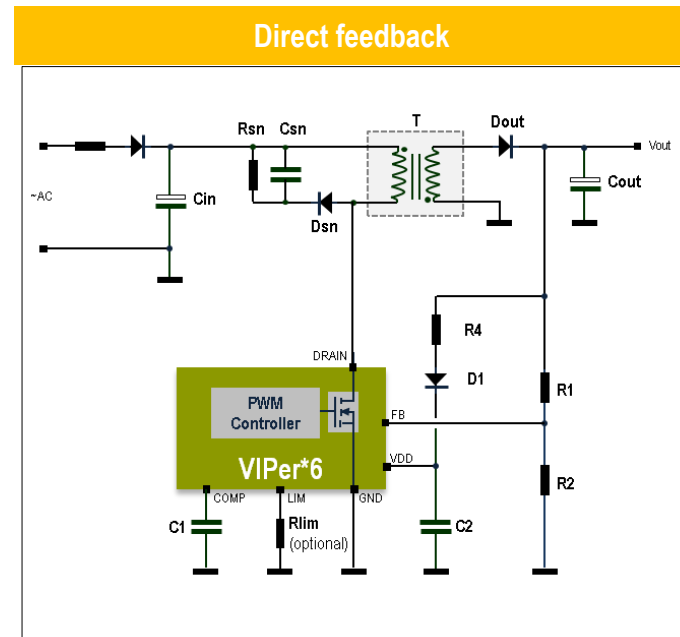 Direct feedback
T
Rsn
Csn
Dout
Vout
~AC
Cin
Dsn
Cout
R4
DRAIN
D1
R1
PWM
Controller
FB
VIPer*6
VDD
R2
COMP
LIM
GND
C1
Rlim
(optional)
C2